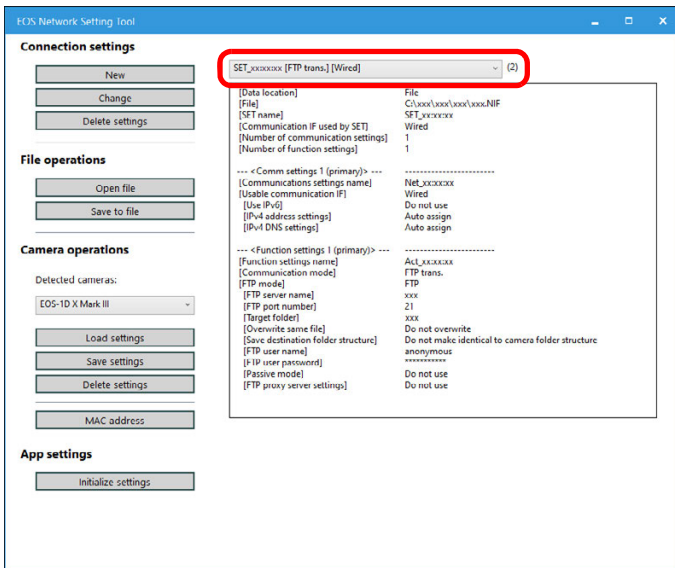 EOS Network Setting Tool
Connection settings
New
Change
Delete settings
File operations
Open file
Save to file
Camera operations
Detected cameras:
EOS-1D X Mark III
Load settings
Save settings
Delete settings
MAC address
App settings
Initialize settings
SET_xx:xx:xx [FTP trans.] [Wired] (2)
[Data location] File
[File] C:\xxx\xxx\xxx\xxx.NIF
[SET name] SET_xx:xx:xx
[Communication IF used by SET] Wired
[Number of communication settings] 1
[Number of function settings] 1
--- <Comm settings 1 (primary)> --- ------------------------
[Communications settings name] Net_xx:xx:xx
[Usable communication IF] Wired
[Use IPv6] Do not use
[IPv4 address settings] Auto assign
[IPv4 DNS settings] Auto assign
--- <Function settings 1 (primary)> --- ------------------------
[Function settings name] Act_xx:xx:xx
[Communication mode] FTP trans.
[FTP mode] FTP
[FTP server name] xxx
[FTP port number] 21
[Target folder] xxx
[Overwrite same file] Do not overwrite
[Save destination folder structure] Do not make identical to camera folder structure
[FTP user name] anonymous
[FTP user password] ***********
[Passive mode] Do not use
[FTP proxy server settings] Do not use